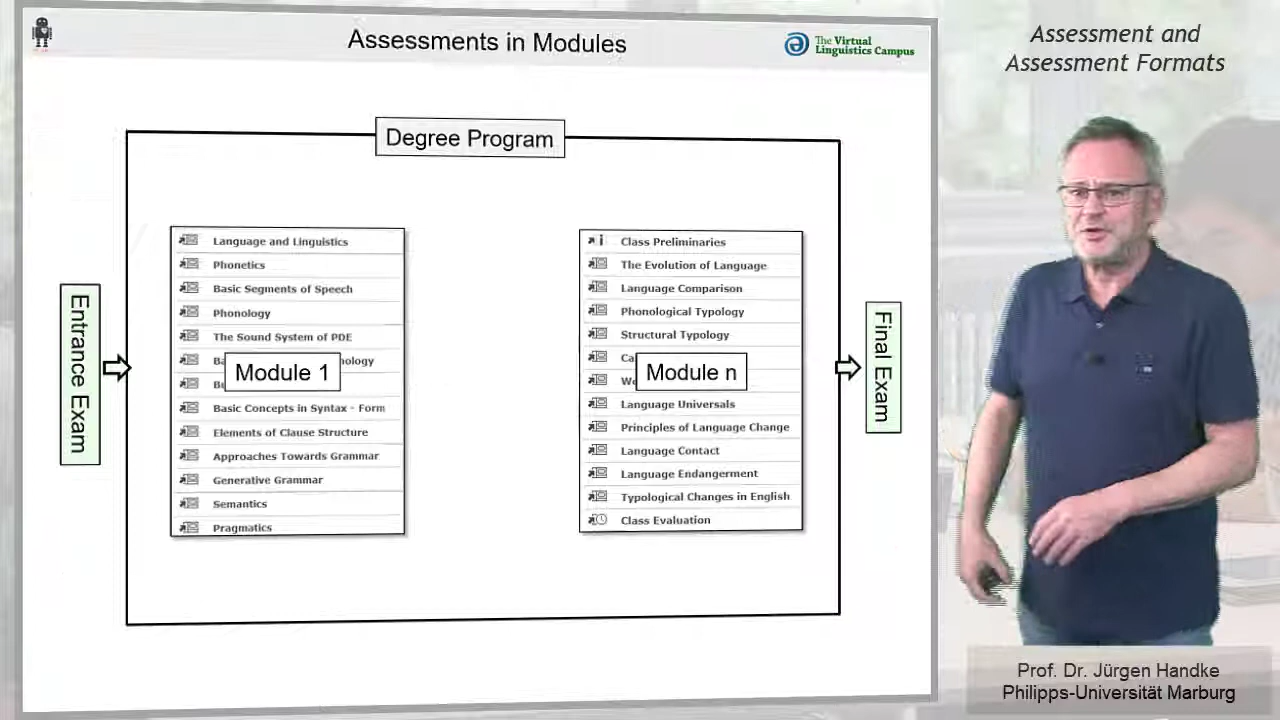 Assessments in Modules
The Virtual
Linguistics Campus
Assessment and
Assessment Formats
Degree Program
Entrance Exam
Language and Linguistics
Phonetics
Basic Segments of Speech
Phonology
The Sound System of PDE
Module 1
Basic Concepts in Syntax - Form
Elements of Clause Structure
Approaches Towards Grammar
Generative Grammar
Semantics
Pragmatics
Class Preliminaries
The Evolution of Language
Language Comparison
Phonological Typology
Structural Typology
Module n
Language Universals
Principles of Language Change
Language Contact
Language Endangerment
Typological Changes in English
Class Evaluation
Final Exam
Prof. Dr. Jürgen Handke
Philipps-Universität Marburg